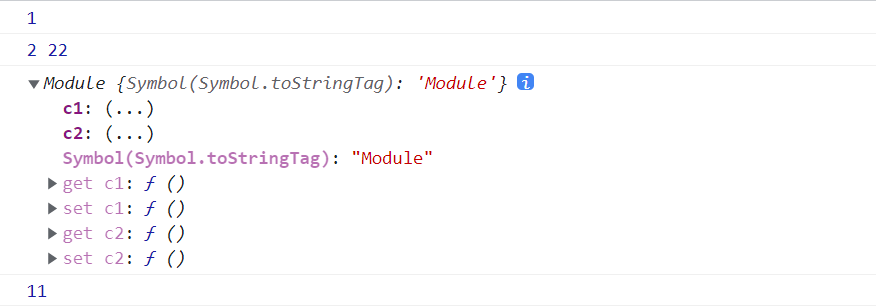 1
2 22
▼Module {Symbol(Symbol.toStringTag): 'Module'} i
c1: (...)
c2: (...)
Symbol(Symbol.toStringTag): "Module"
▶get c1: ƒ ()
▶set c1: ƒ ()
▶get c2: ƒ ()
▶set c2: ƒ ()
11